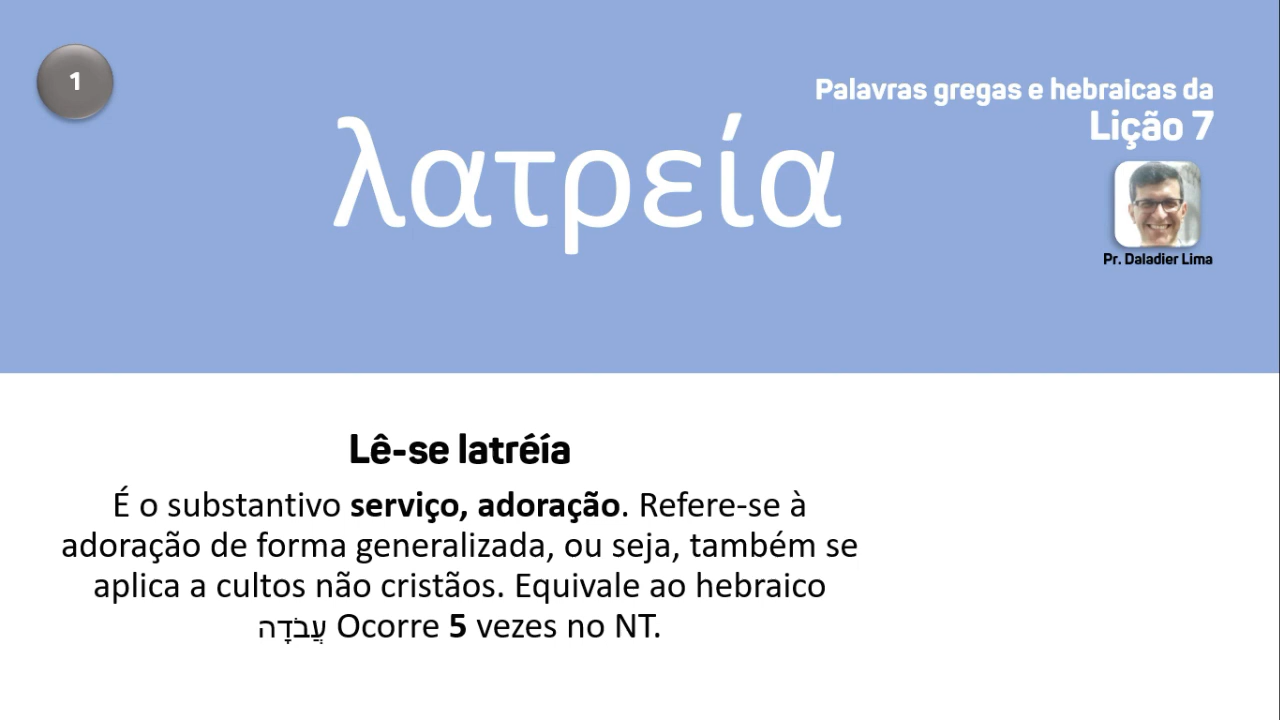 1
Palavras gregas e hebraicas da
Lição 7
λατρεία
Pr. Daladier Lima
Lê-se latréía
É o substantivo serviço, adoração. Refere-se à
adoração de forma generalizada, ou seja, também se
aplica a cultos não cristãos. Equivale ao hebraico
עֲבֹדָה Ocorre 5 vezes no NT.